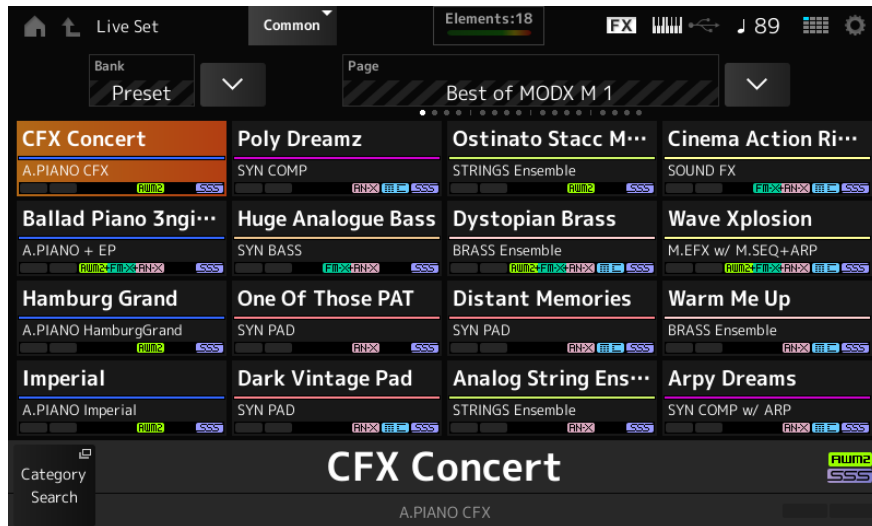 Live Set
Common
Elements:18
FX
89
Bank
Preset
Page
Best of MODX M 1
CFX Concert
A.PIANO CFX
AWM2 SSS
Poly Dreamz
SYN COMP
AN-X SSS
Ostinato Stacc M···
STRINGS Ensemble
AWM2 SSS
Cinema Action Ri···
SOUND FX
FM-X+AN-X SSS
Ballad Piano 3ngi···
A.PIANO + EP
AWM2+FM-X+AN-X SSS
Huge Analogue Bass
SYN BASS
FM-X+AN-X SSS
Dystopian Brass
BRASS Ensemble
AWM2+FM-X+AN-X SSS
Wave Xplosion
M.EFX w/ M.SEQ+ARP
AWM2+FM-X+AN-X SSS
Hamburg Grand
A.PIANO HamburgGrand
AWM2 SSS
One Of Those PAT
SYN PAD
AN-X SSS
Distant Memories
SYN PAD
AN-X SSS
Warm Me Up
BRASS Ensemble
AN-X SSS
Imperial
A.PIANO Imperial
AWM2 SSS
Dark Vintage Pad
SYN PAD
AN-X SSS
Analog String Ens···
STRINGS Ensemble
AN-X SSS
Arpy Dreams
SYN COMP w/ ARP
AN-X SSS
Category
Search
CFX Concert
AWM2
SSS
A.PIANO CFX